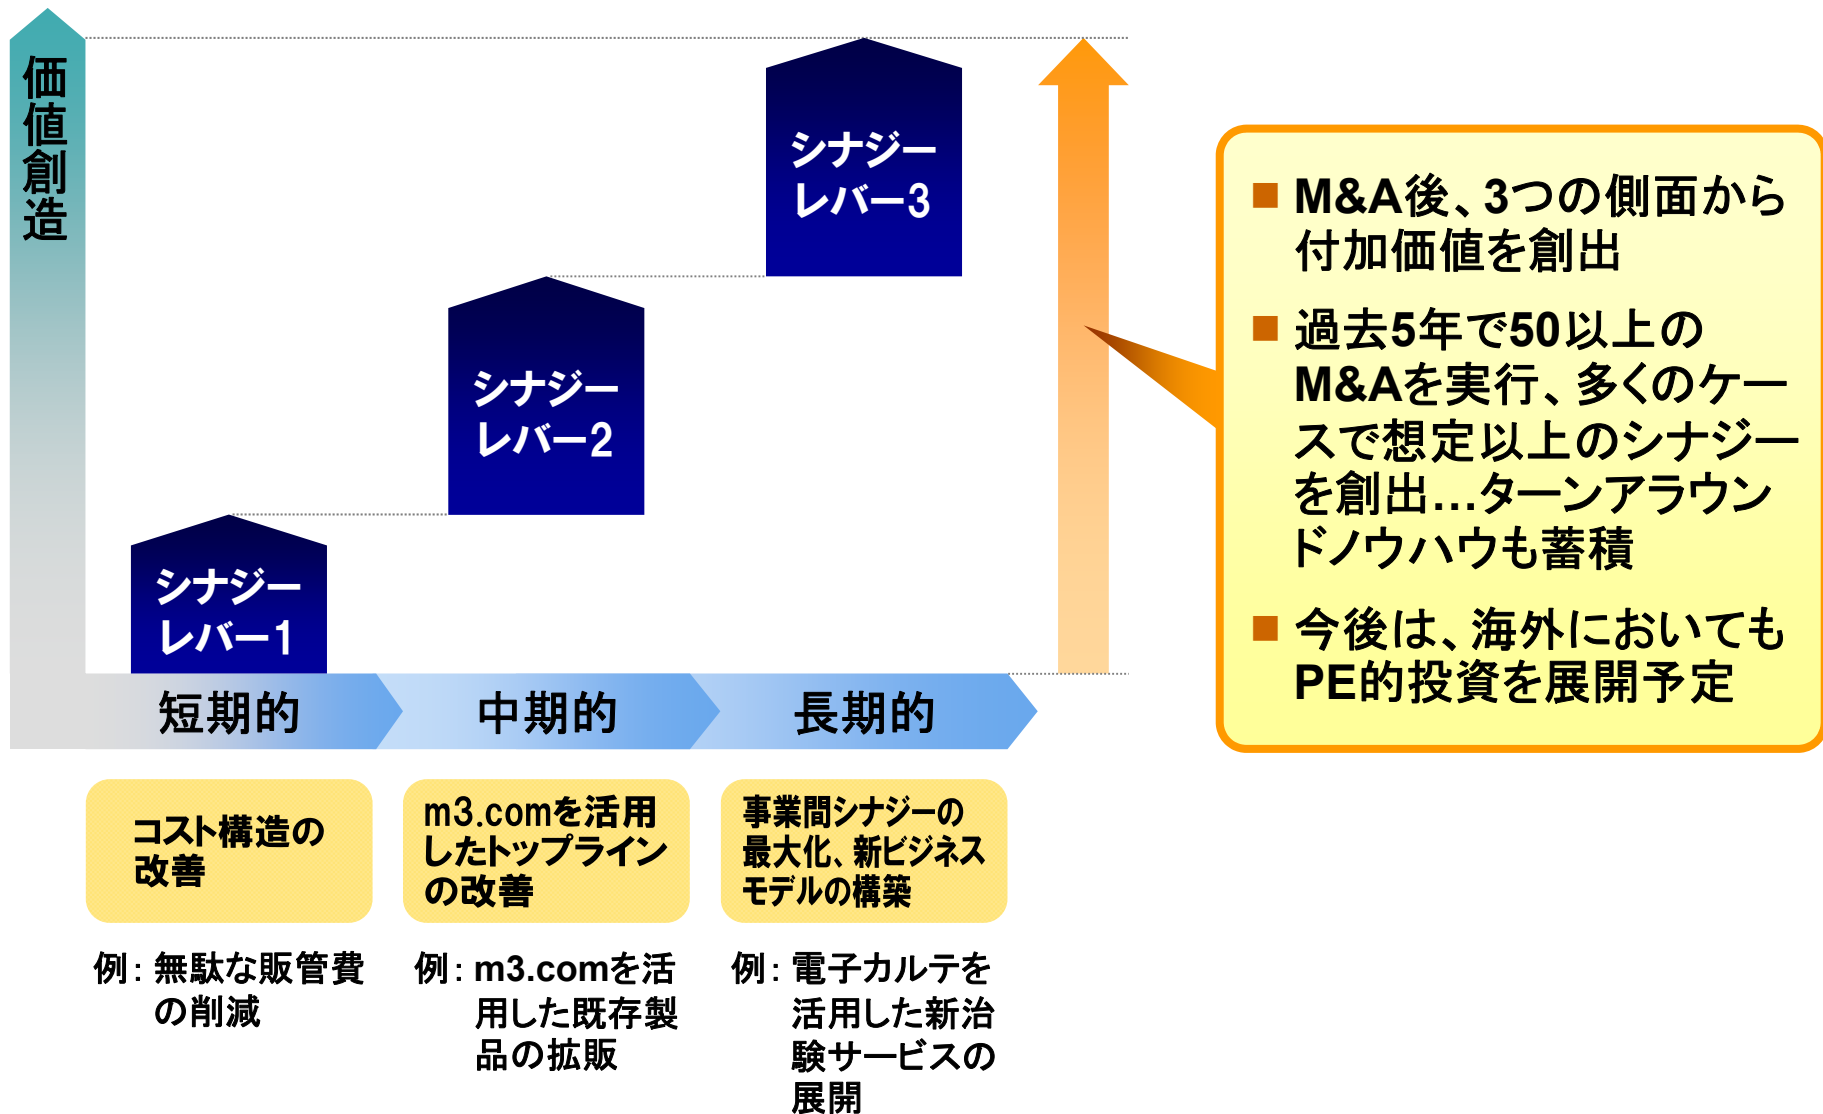 価値創造
シナジー
レバー1
シナジー
レバー2
シナジー
レバー3
短期的
中期的
長期的
コスト構造の
改善
m3.comを活用
したトップライン
の改善
事業間シナジーの
最大化、新ビジネス
モデルの構築
例：無駄な販管費
の削減
例：m3.comを活
用した既存製
品の拡販
例：電子カルテを
活用した新治
験サービスの
展開
■ M&A後、3つの側面から
付加価値を創出
■ 過去5年で50以上の
M&Aを実行、多くのケー
スで想定以上のシナジー
を創出…ターンアラウン
ドノウハウも蓄積
■ 今後は、海外においても
PE的投資を展開予定